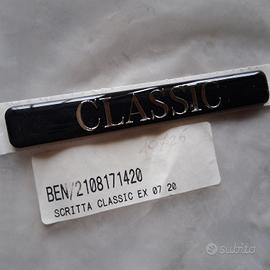 CLASSIC
BEN/2108171420
SCRITTA CLASSIC EX 07 20
subito